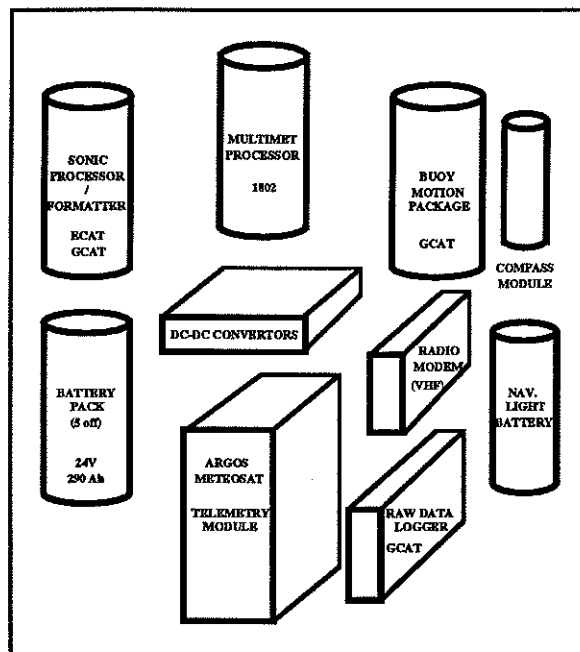 SONIC
PROCESSOR
/
FORMATTER
ECAT
GCAT
MULTIMET
PROCESSOR
1802
BUOY
MOTION
PACKAGE
GCAT
COMPASS
MODULE
DC-DC CONVERTORS
BATTERY
PACK
(5 off)
24V
290 Ah
RADIO
MODEM
(VHF)
NAV.
LIGHT
BATTERY
ARGOS
METEOSAT
TELEMETRY
MODULE
RAW DATA
LOGGER
GCAT